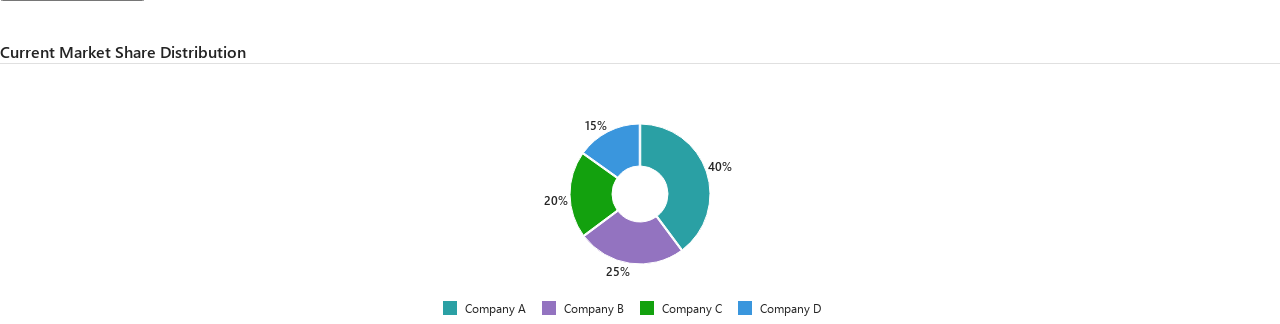 Current Market Share Distribution
15%
40%
20%
25%
Company A Company B Company C Company D